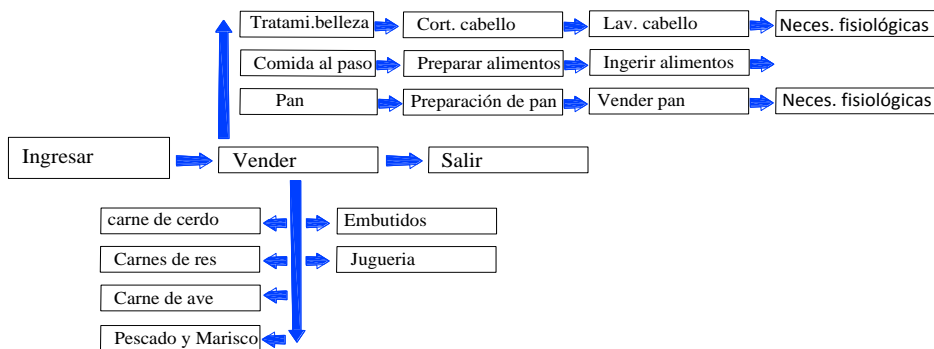 Tratami.belleza Cort. cabello Lav. cabello Neces. fisiológicas
Comida al paso Preparar alimentos Ingerir alimentos
Pan Preparación de pan Vender pan Neces. fisiológicas
Ingresar Vender Salir
carne de cerdo Embutidos
Carnes de res Jugueria
Carne de ave
Pescado y Marisco